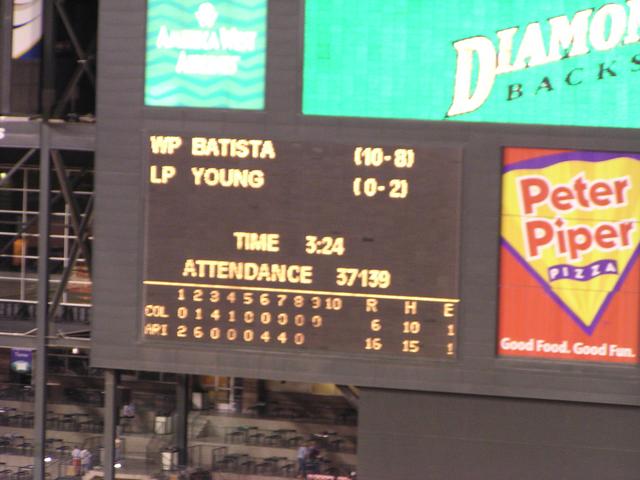 AMERICA WEST
AIRLINES
DIAMO
BACKS
WP BATISTA (10-8)
LP YOUNG (0-2)
TIME 3:24
ATTENDANCE 37139
1 2 3 4 5 6 7 8 9 10 R H E
COL 0 1 4 1 0 0 0 0 0 6 10 1
ARI 2 6 0 0 0 4 4 0 16 15 1
Peter
Piper
PIZZA
Good Food. Good Fun.